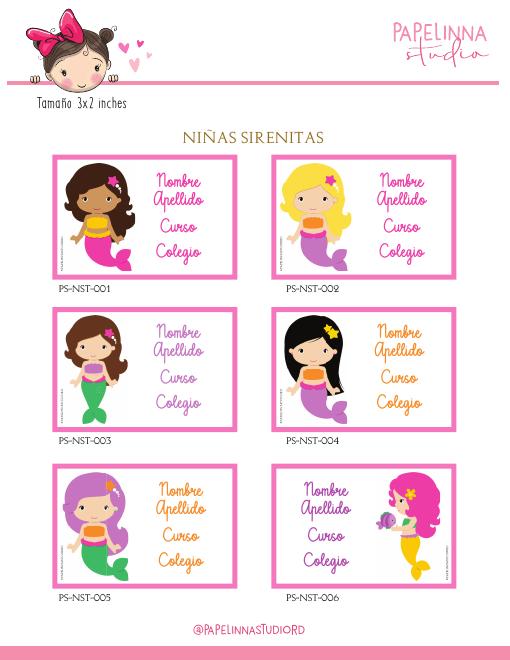 PAPELINNA
studio
Tamaño 3x2 inches
NIÑAS SIRENITAS
Nombre
Apellido
Curso
Colegio
PS-NST-001
Nombre
Apellido
Curso
Colegio
PS-NST-002
Nombre
Apellido
Curso
Colegio
PS-NST-003
Nombre
Apellido
Curso
Colegio
PS-NST-004
Nombre
Apellido
Curso
Colegio
PS-NST-005
Nombre
Apellido
Curso
Colegio
PS-NST-006
@PAPELINNASTUDIORD